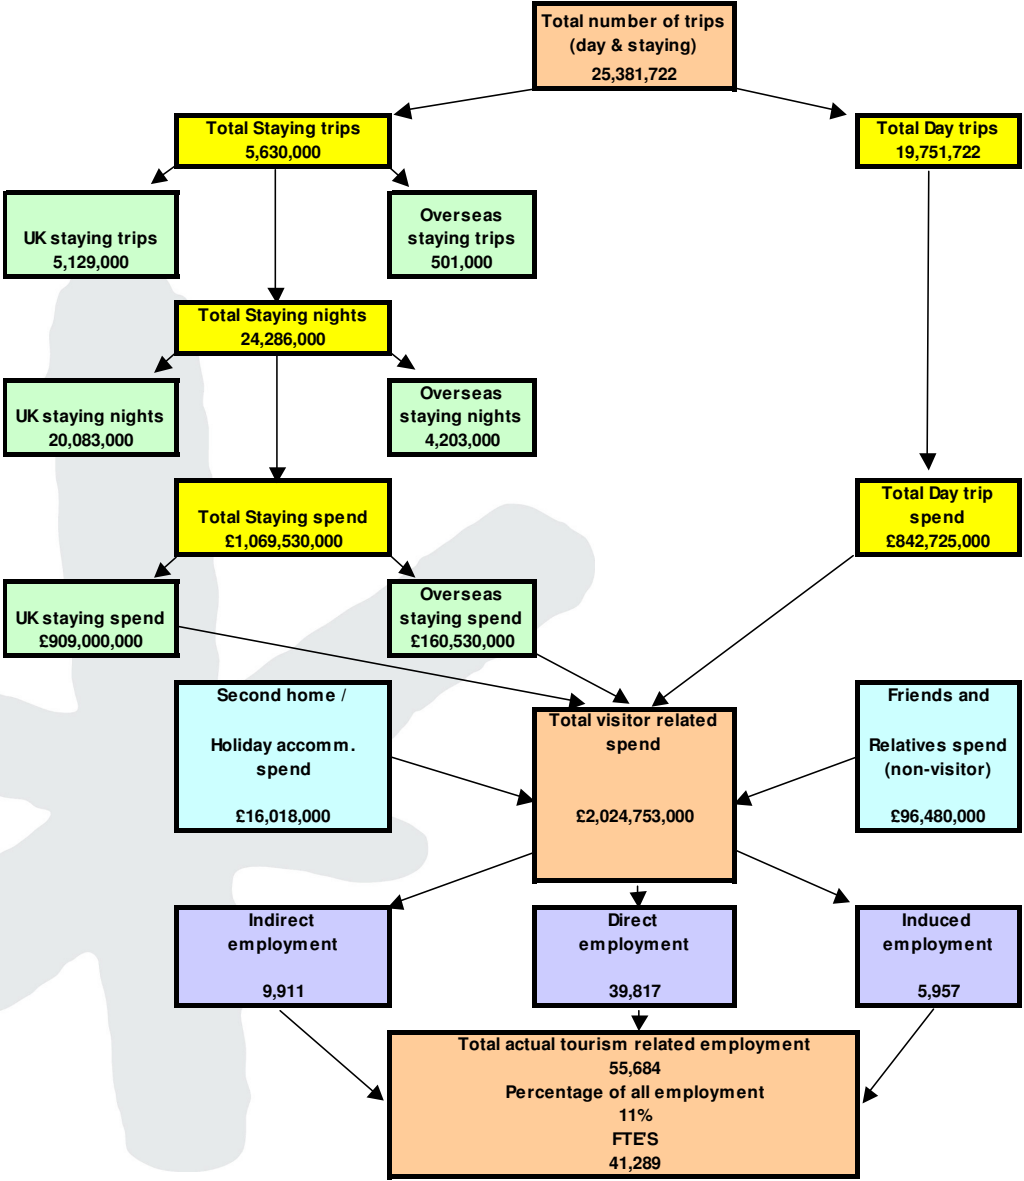 Total number of trips
(day & staying)
25,381,722
Total Staying trips
5,630,000
Total Day trips
19,751,722
UK staying trips
5,129,000
Overseas
staying trips
501,000
Total Staying nights
24,286,000
UK staying nights
20,083,000
Overseas
staying nights
4,203,000
Total Staying spend
£1,069,530,000
Total Day trip
spend
£842,725,000
UK staying spend
£909,000,000
Overseas
staying spend
£160,530,000
Second home /
Holiday accomm.
spend
£16,018,000
Total visitor related
spend
£2,024,753,000
Friends and
Relatives spend
(non-visitor)
£96,480,000
Indirect
employment
9,911
Direct
employment
39,817
Induced
employment
5,957
Total actual tourism related employment
55,684
Percentage of all employment
11%
FTE'S
41,289